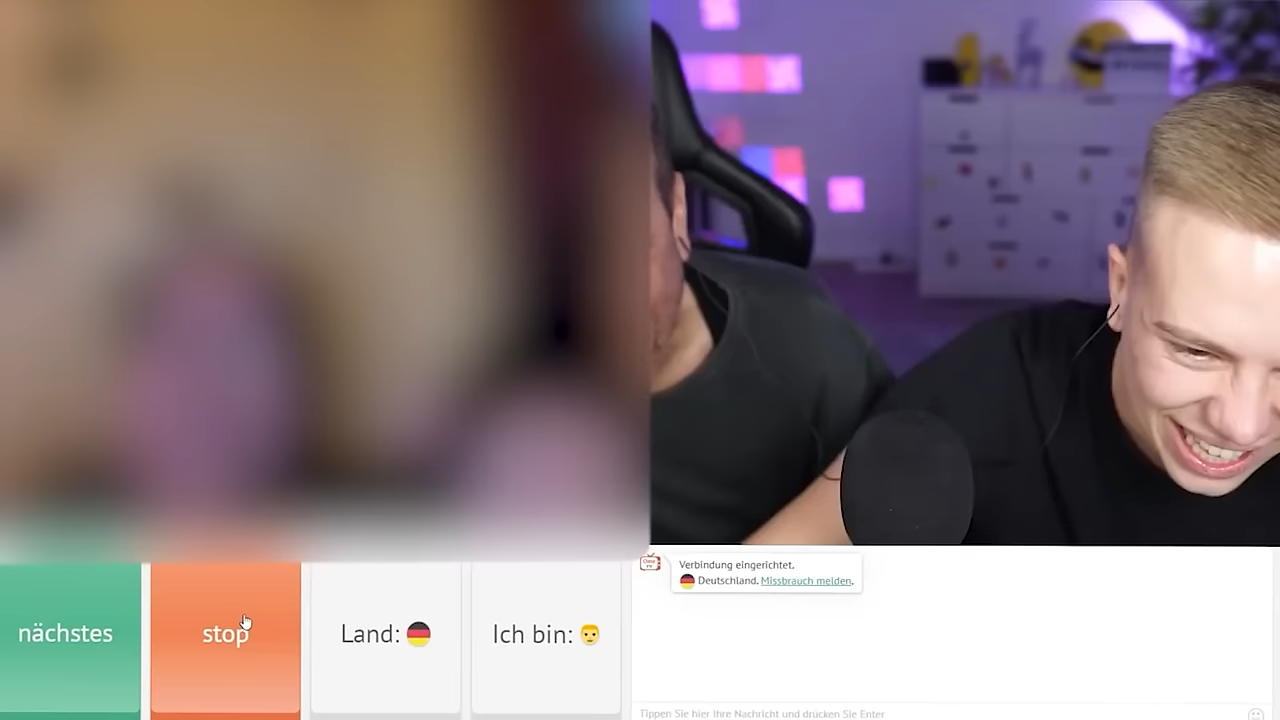 nächstes
stop
Land:
Ich bin:
Verbindung eingerichtet.
Deutschland. Missbrauch melden.
Tippen Sie hier Ihre Nachricht und drücken Sie Enter